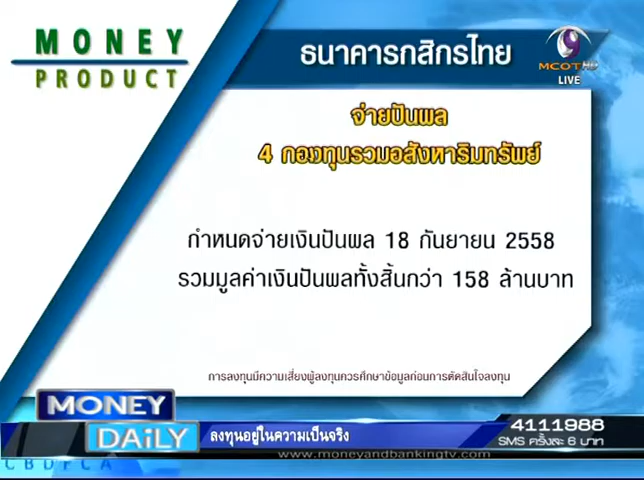 MONEY
PRODUCT
ธนาคารกสิกรไทย
MCOT HD
LIVE
จ่ายปันผล
4 กองทุนรวมอสังหาริมทรัพย์
กำหนดจ่ายเงินปันผล 18 กันยายน 2558
รวมมูลค่าเงินปันผลทั้งสิ้นกว่า 158 ล้านบาท
การลงทุนมีความเสี่ยงผู้ลงทุนควรศึกษาข้อมูลก่อนการตัดสินใจลงทุน
MONEY
DAiLY
ลงทุนอยู่ในความเป็นจริง
4111988
SMS ครั้งละ 6 บาท
www.moneyandbankingtv.com